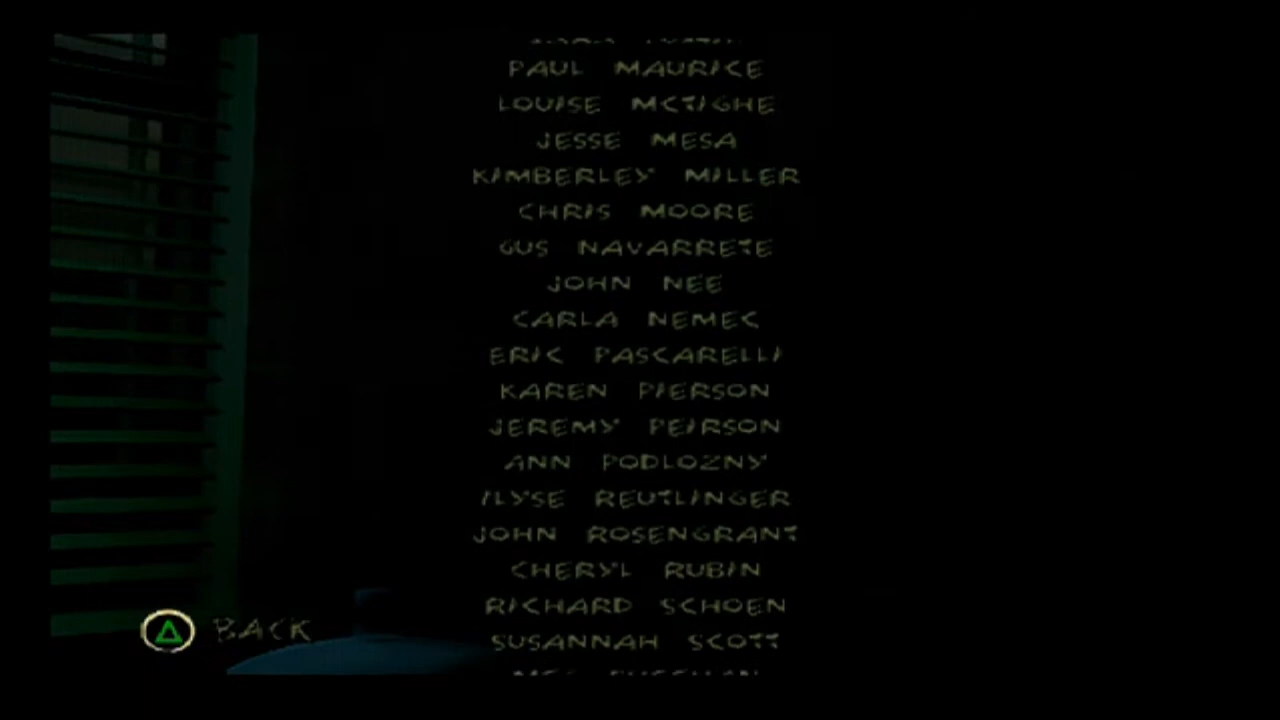 PAUL MAURICE
LOUISE MCTIGHE
JESSE MESA
KIMBERLEY MILLER
CHRIS MOORE
GUS NAVARRETE
JOHN NEE
CARLA NEMEC
ERIC PASCARELLI
KAREN PIERSON
JEREMY PEIRSON
ANN PODLOZNY
ILYSE REUTLINGER
JOHN ROSENGRANT
CHERYL RUBIN
RICHARD SCHOEN
SUSANNAH SCOTT
BACK